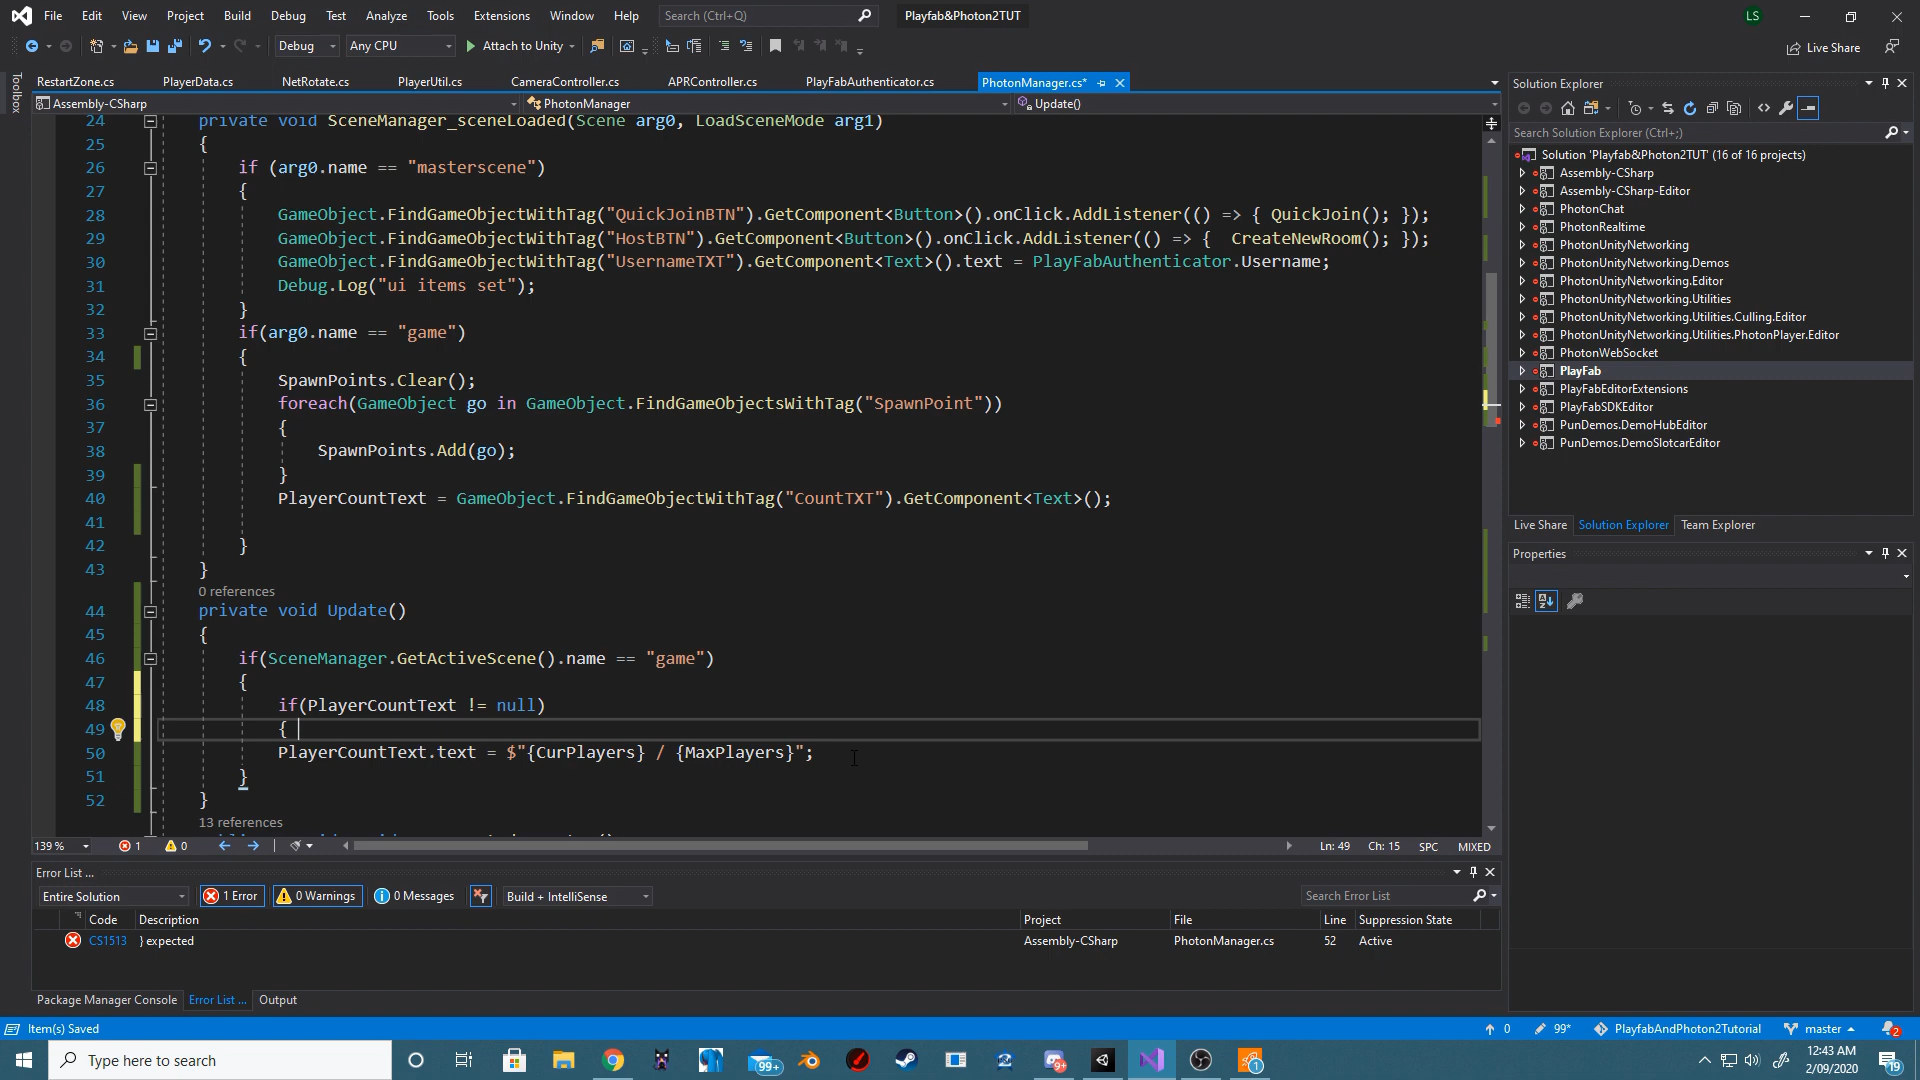 File Edit View Project Build Debug Test Analyze Tools Extensions Window Help Search (Ctrl+Q) Playfab&Photon2TUT LS
Debug Any CPU Attach to Unity Live Share
Toolbox
RestartZone.cs PlayerData.cs NetRotate.cs PlayerUtil.cs CameraController.cs APRController.cs PlayFabAuthenticator.cs PhotonManager.cs*
Assembly-CSharp PhotonManager Update()
24 private void SceneManager_sceneLoaded(Scene arg0, LoadSceneMode arg1)
25 {
26 if (arg0.name == "masterscene")
27 {
28 GameObject.FindGameObjectWithTag("QuickJoinBTN").GetComponent<Button>().onClick.AddListener(() => { QuickJoin(); });
29 GameObject.FindGameObjectWithTag("HostBTN").GetComponent<Button>().onClick.AddListener(() => {  CreateNewRoom(); });
30 GameObject.FindGameObjectWithTag("UsernameTXT").GetComponent<Text>().text = PlayFabAuthenticator.Username;
31 Debug.Log("ui items set");
32 }
33 if(arg0.name == "game")
34 {
35 SpawnPoints.Clear();
36 foreach(GameObject go in GameObject.FindGameObjectsWithTag("SpawnPoint"))
37 {
38 SpawnPoints.Add(go);
39 }
40 PlayerCountText = GameObject.FindGameObjectWithTag("CountTXT").GetComponent<Text>();
41
42 }
43 }
0 references
44 private void Update()
45 {
46 if(SceneManager.GetActiveScene().name == "game")
47 {
48 if(PlayerCountText != null)
49 {
50 PlayerCountText.text = $"{CurPlayers} / {MaxPlayers}";
51 }
52 }
13 references
139 % 1 0 Ln: 49 Ch: 15 SPC MIXED
Error List ...
Entire Solution 1 Error 0 Warnings 0 Messages Build + IntelliSense Search Error List
Code Description Project File Line Suppression State
CS1513 } expected Assembly-CSharp PhotonManager.cs 52 Active
Package Manager Console Error List ... Output
Solution Explorer
Search Solution Explorer (Ctrl+;)
Solution 'Playfab&Photon2TUT' (16 of 16 projects)
Assembly-CSharp
Assembly-CSharp-Editor
PhotonChat
PhotonRealtime
PhotonUnityNetworking
PhotonUnityNetworking.Demos
PhotonUnityNetworking.Editor
PhotonUnityNetworking.Utilities
PhotonUnityNetworking.Utilities.Culling.Editor
PhotonUnityNetworking.Utilities.PhotonPlayer.Editor
PhotonWebSocket
PlayFab
PlayFabEditorExtensions
PlayFabSDKEditor
PunDemos.DemoHubEditor
PunDemos.DemoSlotcarEditor
Live Share Solution Explorer Team Explorer
Properties
Item(s) Saved 0 99* PlayfabAndPhoton2Tutorial master 2
Type here to search 99+ 9+ 1 12:43 AM
2/09/2020 19